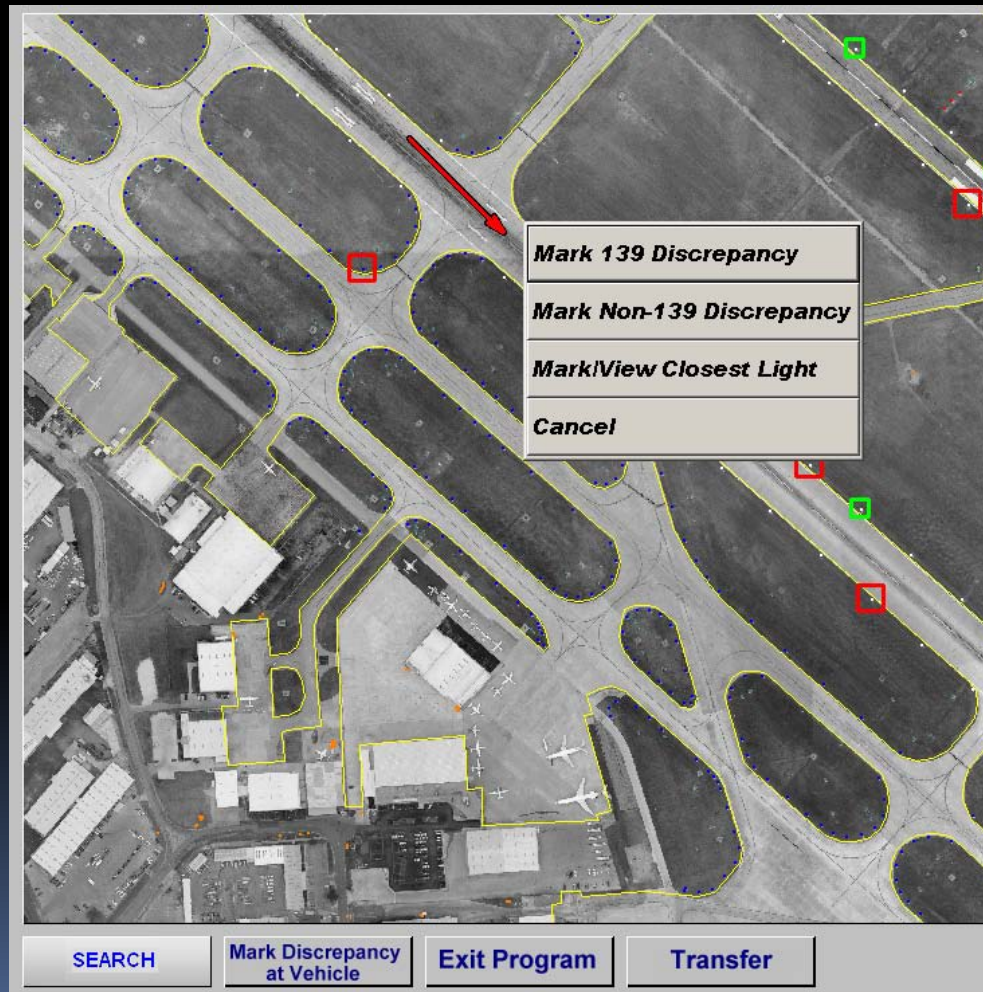 Mark 139 Discrepancy
Mark Non-139 Discrepancy
Mark/View Closest Light
Cancel
SEARCH
Mark Discrepancy
at Vehicle
Exit Program
Transfer